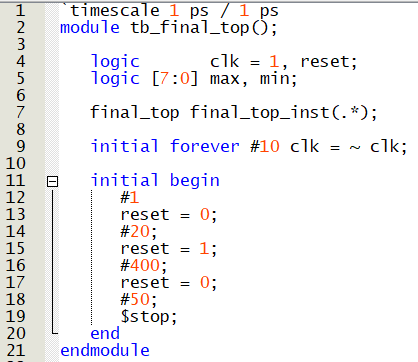 1 `timescale 1 ps / 1 ps
2 module tb_final_top();
3
4 logic clk = 1, reset;
5 logic [7:0] max, min;
6
7 final_top final_top_inst(.*);
8
9 initial forever #10 clk = ~ clk;
10
11 initial begin
12 #1
13 reset = 0;
14 #20;
15 reset = 1;
16 #400;
17 reset = 0;
18 #50;
19 $stop;
20 end
21 endmodule